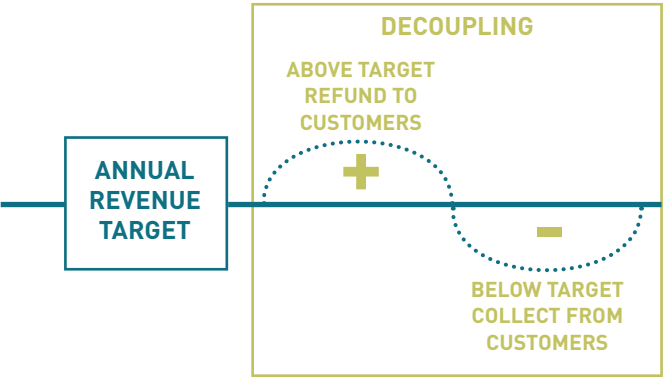 DECOUPLING
ABOVE TARGET
REFUND TO
CUSTOMERS
+
ANNUAL
REVENUE
TARGET
-
BELOW TARGET
COLLECT FROM
CUSTOMERS